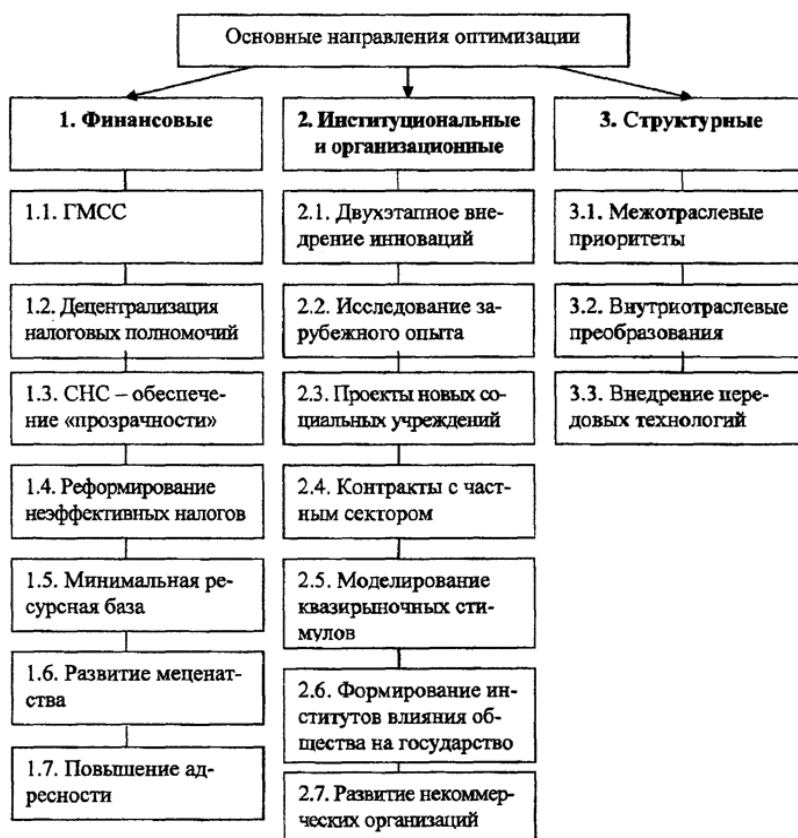 Основные направления оптимизации
1. Финансовые
2. Институциональные
и организационные
3. Структурные
1.1. ГМСС
1.2. Децентрализация
налоговых полномочий
1.3. СНС – обеспече-
ние «прозрачности»
1.4. Реформирование
неэффективных налогов
1.5. Минимальная ре-
сурсная база
1.6. Развитие меценат-
ства
1.7. Повышение ад-
ресности
2.1. Двухэтапное вне-
дрение инноваций
2.2. Исследование за-
рубежного опыта
2.3. Проекты новых со-
циальных учреждений
2.4. Контракты с част-
ным сектором
2.5. Моделирование
квазирыночных сти-
мулов
2.6. Формирование ин-
ститутов влияния об-
щества на государство
2.7. Развитие некоммер-
ческих организаций
3.1. Межотраслевые
приоритеты
3.2. Внутриотраслевые
преобразования
3.3. Внедрение пере-
довых технологий